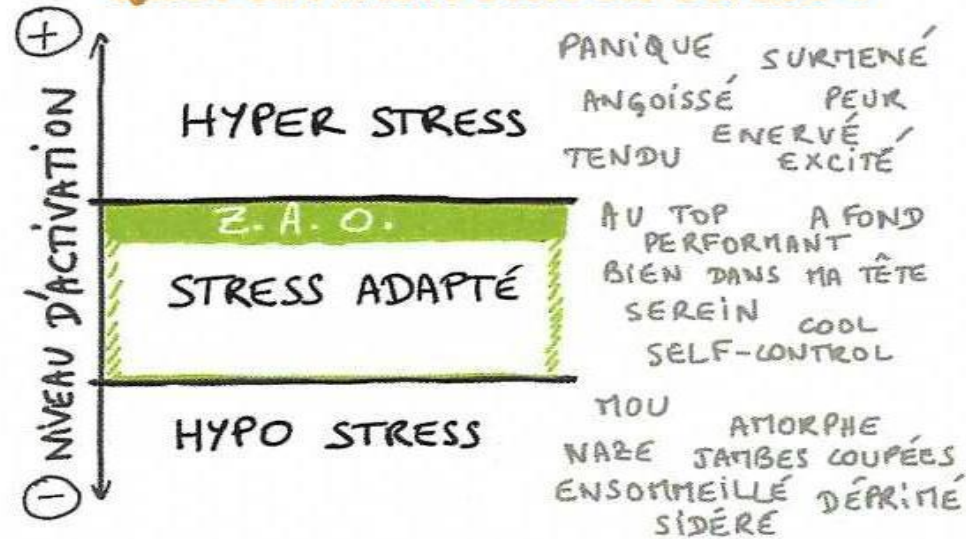 +
NIVEAU D'ACTIVATION
-
HYPER STRESS
Z. A. O.
STRESS ADAPTÉ
HYPO STRESS
PANIQUE SURMENÉ
ANGOISSÉ PEUR
ENERVÉ
TENDU EXCITÉ
AU TOP A FOND
PERFORMANT
BIEN DANS MA TÊTE
SEREIN COOL
SELF-CONTROL
MOU
AMORPHE
NAZE JAMBES COUPÉES
ENSOMMEILLÉ DÉPRIMÉ
SIDÉRÉ